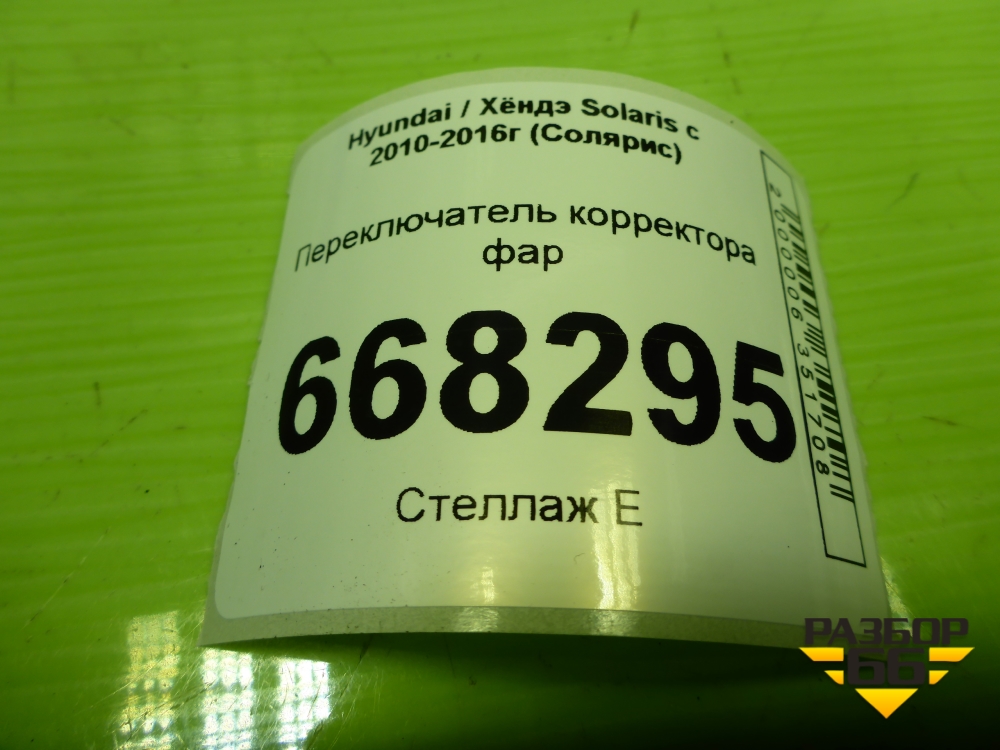 Hyundai / Хёндэ Solaris с
2010-2016г (Солярис)
Переключатель корректора
фар
668295
Стеллаж Е
2000006351708
РАЗБОР
66